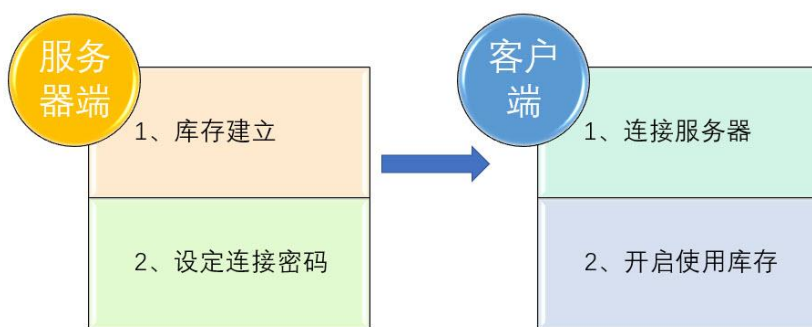 服务
器端
1、库存建立
2、设定连接密码
客户
端
1、连接服务器
2、开启使用库存